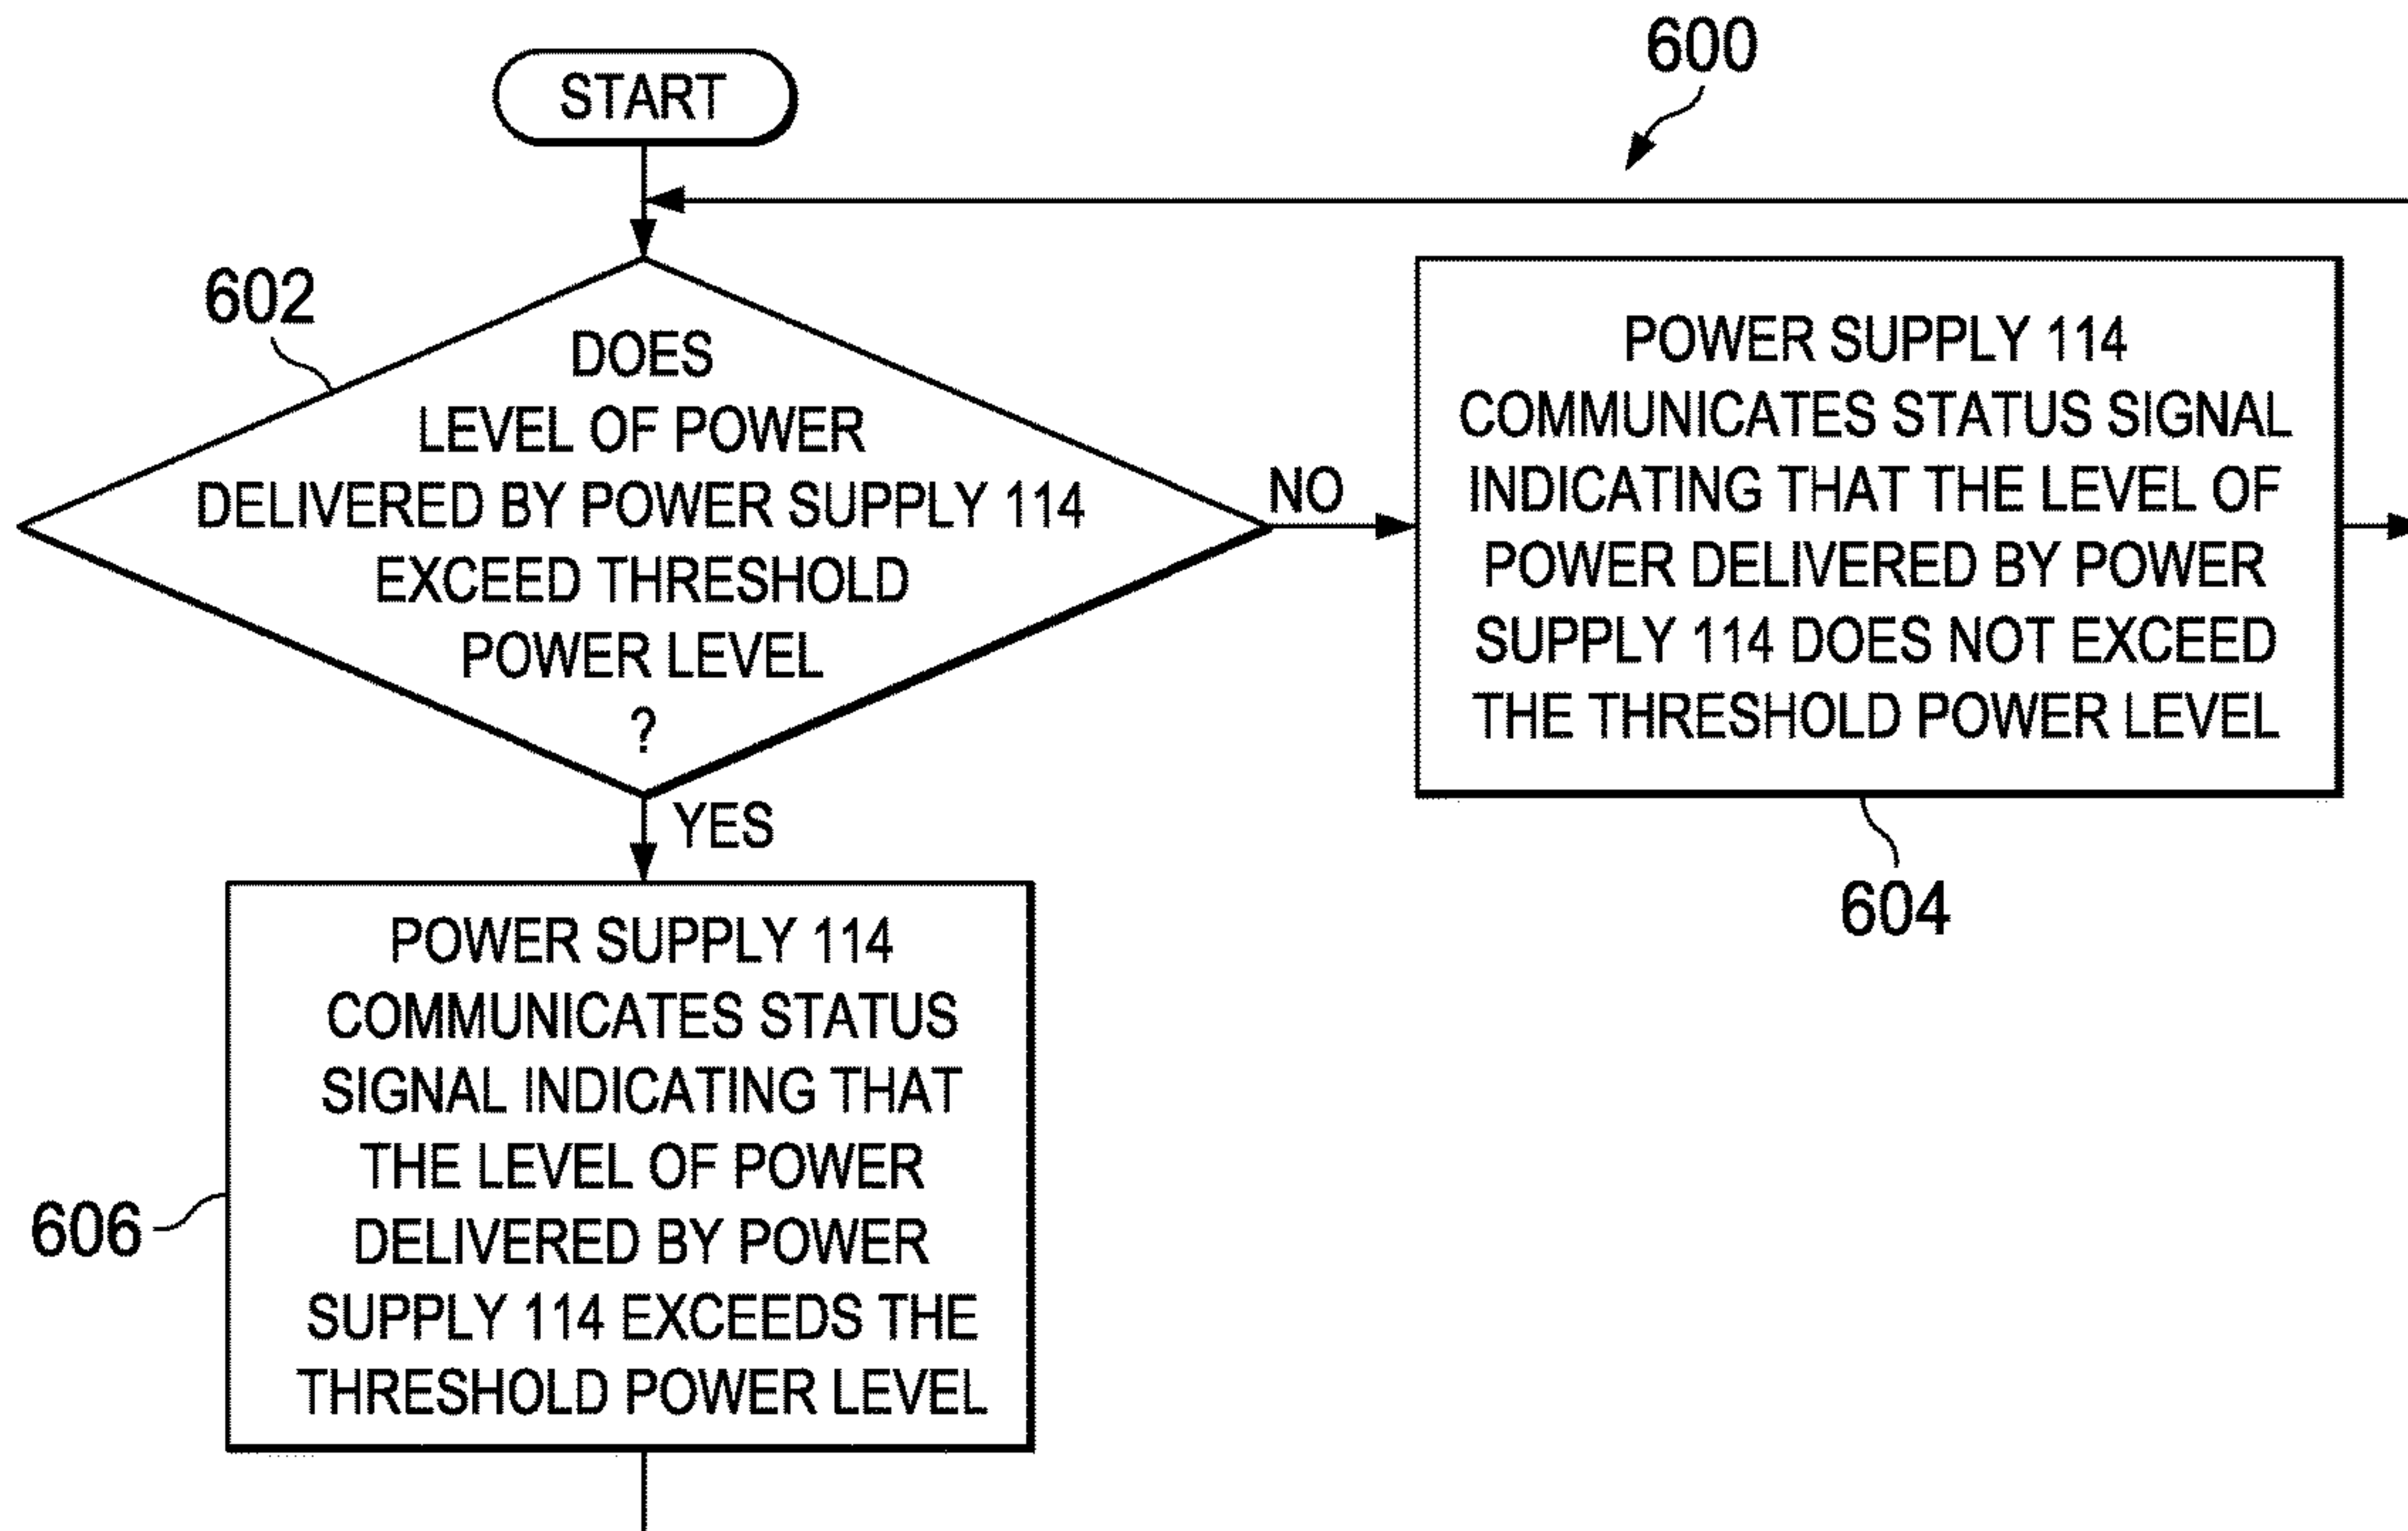 START
600
602
DOES
LEVEL OF POWER
DELIVERED BY POWER SUPPLY 114
EXCEED THRESHOLD
POWER LEVEL
?
NO
POWER SUPPLY 114
COMMUNICATES STATUS SIGNAL
INDICATING THAT THE LEVEL OF
POWER DELIVERED BY POWER
SUPPLY 114 DOES NOT EXCEED
THE THRESHOLD POWER LEVEL
604
YES
POWER SUPPLY 114
COMMUNICATES STATUS
SIGNAL INDICATING THAT
THE LEVEL OF POWER
DELIVERED BY POWER
SUPPLY 114 EXCEEDS THE
THRESHOLD POWER LEVEL
606